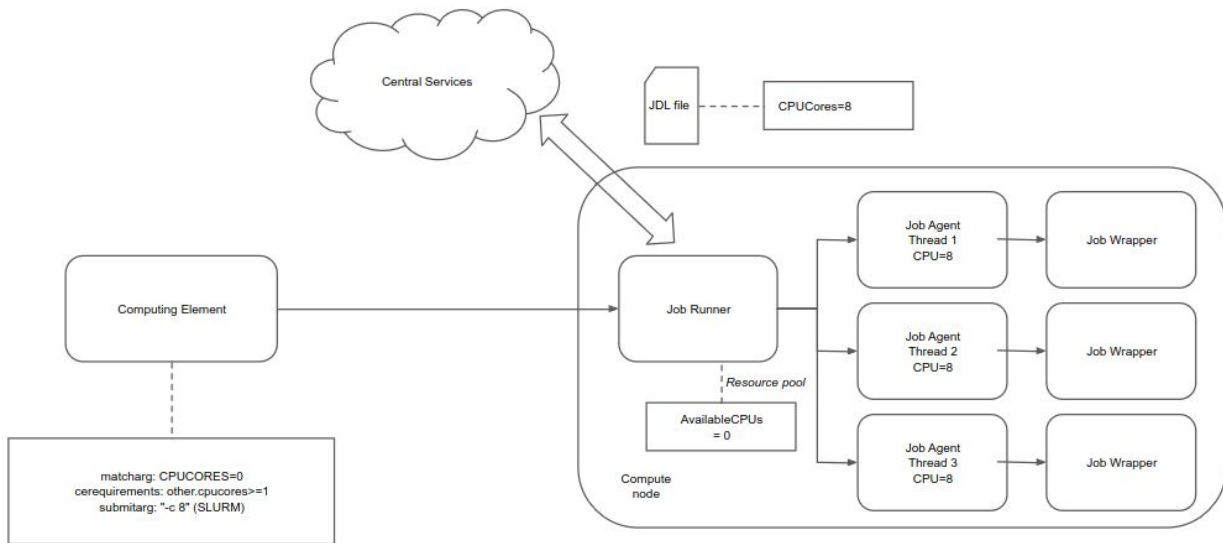 Central Services
JDL file
CPUCores=8
Computing Element
matcharg: CPUCORES=0
cerequirements: other.cpucores>=1
submitarg: "-c 8" (SLURM)
Job Runner
Resource pool
AvailableCPUs
= 0
Compute
node
Job Agent
Thread 1
CPU=8
Job Wrapper
Job Agent
Thread 2
CPU=8
Job Wrapper
Job Agent
Thread 3
CPU=8
Job Wrapper